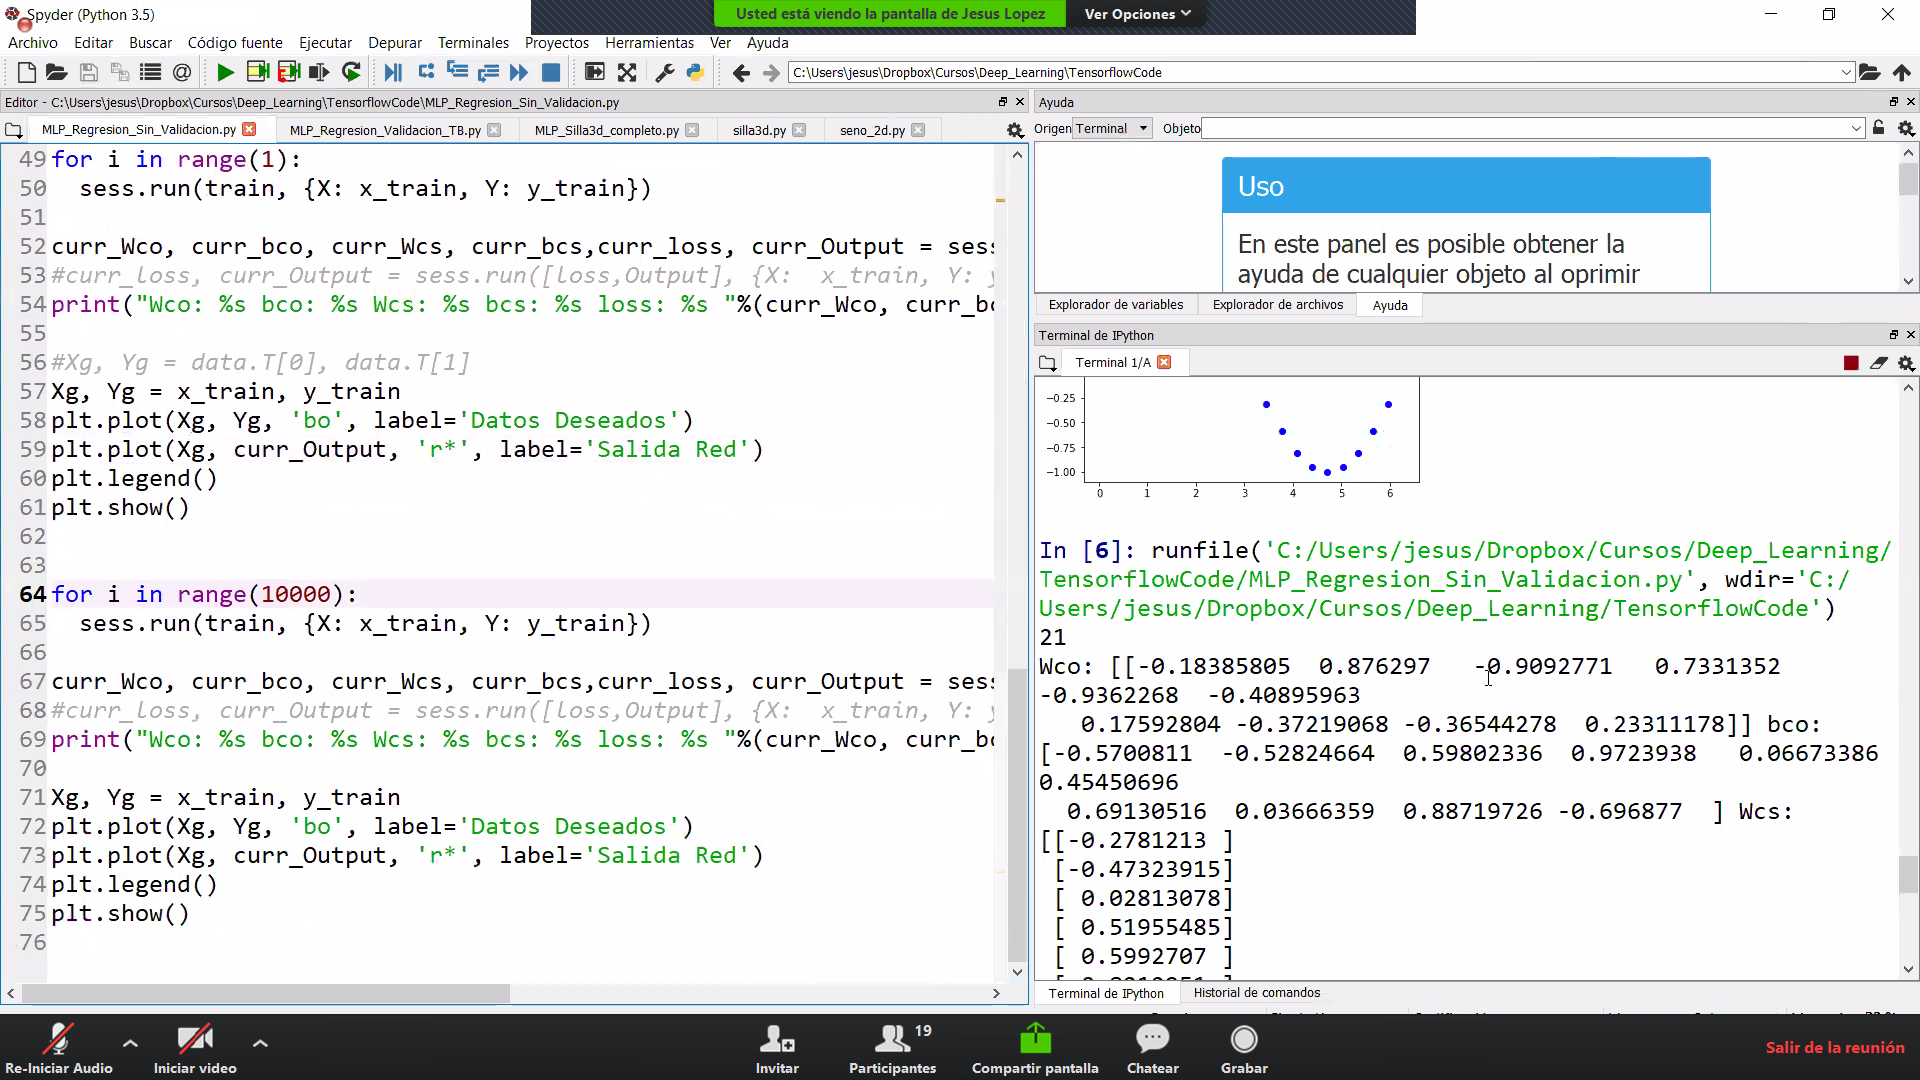 Spyder (Python 3.5)
Usted está viendo la pantalla de Jesus Lopez
Ver Opciones
Archivo Editar Buscar Código fuente Ejecutar Depurar Terminales Proyectos Herramientas Ver Ayuda
C:\Users\jesus\Dropbox\Cursos\Deep_Learning\TensorflowCode
Editor - C:\Users\jesus\Dropbox\Cursos\Deep_Learning\TensorflowCode\MLP_Regresion_Sin_Validacion.py
MLP_Regresion_Sin_Validacion.py MLP_Regresion_Validacion_TB.py MLP_Silla3d_completo.py silla3d.py seno_2d.py
49 for i in range(1):
50 sess.run(train, {X: x_train, Y: y_train})
51
52 curr_Wco, curr_bco, curr_Wcs, curr_bcs,curr_loss, curr_Output = sess
53 #curr_loss, curr_Output = sess.run([loss,Output], {X: x_train, Y: y
54 print("Wco: %s bco: %s Wcs: %s bcs: %s loss: %s "%(curr_Wco, curr_bc
55
56 #Xg, Yg = data.T[0], data.T[1]
57 Xg, Yg = x_train, y_train
58 plt.plot(Xg, Yg, 'bo', label='Datos Deseados')
59 plt.plot(Xg, curr_Output, 'r*', label='Salida Red')
60 plt.legend()
61 plt.show()
62
63
64 for i in range(10000):
65 sess.run(train, {X: x_train, Y: y_train})
66
67 curr_Wco, curr_bco, curr_Wcs, curr_bcs,curr_loss, curr_Output = sess
68 #curr_loss, curr_Output = sess.run([loss,Output], {X: x_train, Y: y
69 print("Wco: %s bco: %s Wcs: %s bcs: %s loss: %s "%(curr_Wco, curr_bc
70
71 Xg, Yg = x_train, y_train
72 plt.plot(Xg, Yg, 'bo', label='Datos Deseados')
73 plt.plot(Xg, curr_Output, 'r*', label='Salida Red')
74 plt.legend()
75 plt.show()
76
Ayuda
Origen Terminal Objeto
Uso
En este panel es posible obtener la
ayuda de cualquier objeto al oprimir
Explorador de variables Explorador de archivos Ayuda
Terminal de IPython
Terminal 1/A
−0.25
−0.50
−0.75
−1.00
0 1 2 3 4 5 6
In [6]: runfile('C:/Users/jesus/Dropbox/Cursos/Deep_Learning/
TensorflowCode/MLP_Regresion_Sin_Validacion.py', wdir='C:/
Users/jesus/Dropbox/Cursos/Deep_Learning/TensorflowCode')
21
Wco: [[-0.18385805 0.876297 -0.9092771 0.7331352
-0.9362268 -0.40895963
0.17592804 -0.37219068 -0.36544278 0.23311178]] bco:
[-0.5700811 -0.52824664 0.59802336 0.9723938 0.06673386
0.45450696
0.69130516 0.03666359 0.88719726 -0.696877 ] Wcs:
[[-0.2781213 ]
[-0.47323915]
[ 0.02813078]
[ 0.51955485]
[ 0.5992707 ]
Terminal de IPython Historial de comandos
Re-Iniciar Audio
Iniciar video
Invitar
19
Participantes
Compartir pantalla
Chatear
Grabar
Salir de la reunión